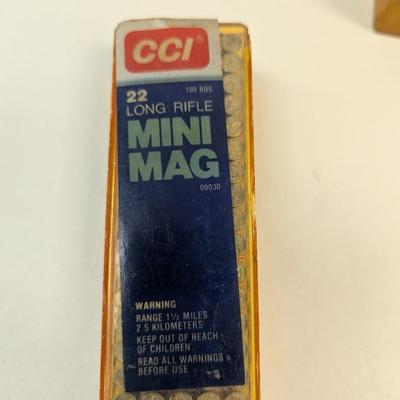 CCI®
100 RDS
22
LONG RIFLE
MINI
MAG
00030
WARNING
RANGE 1½ MILES
2.5 KILOMETERS
KEEP OUT OF REACH
OF CHILDREN.
READ ALL WARNINGS
BEFORE USE.